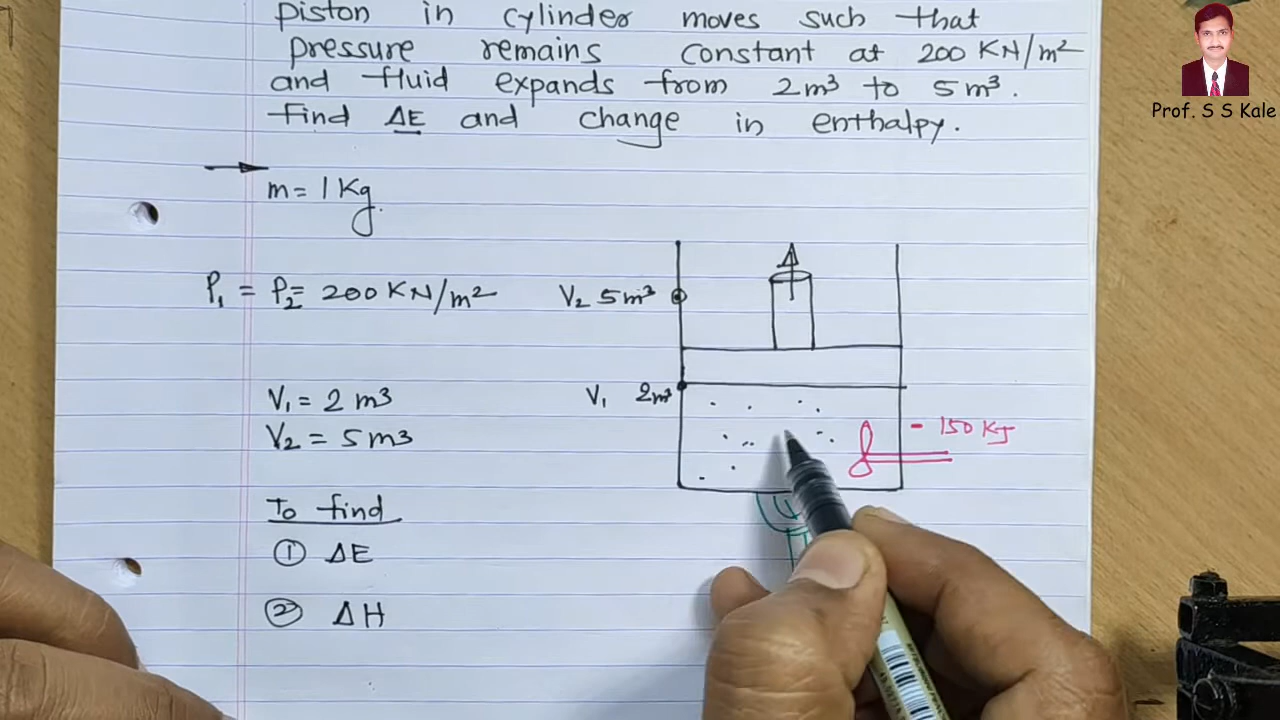 piston in cylinder moves such that
pressure remains constant at 200 KN/m²
and fluid expands from 2m³ to 5m³.
find ΔE and change in enthalpy.
Prof. S S Kale
m = 1 Kg.
P₁ = P₂ = 200 KN/m²
V₂ 5m³
V₁ 2m³
V₁ = 2 m3
V₂ = 5 m3
- 150 KJ
To find
① ΔE
② ΔH